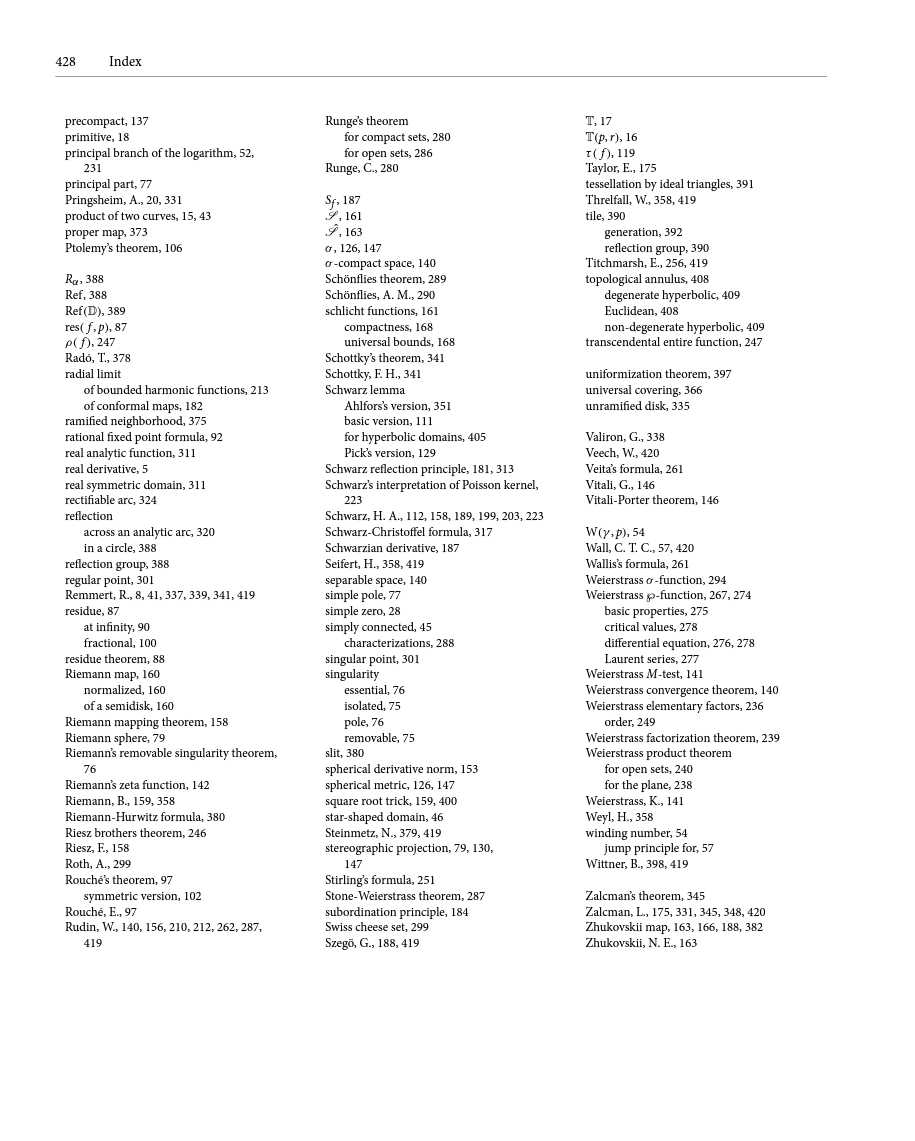 428 Index
precompact, 137
primitive, 18
principal branch of the logarithm, 52,
231
principal part, 77
Pringsheim, A., 20, 331
product of two curves, 15, 43
proper map, 373
Ptolemy's theorem, 106
Rα, 388
Ref, 388
Ref(𝔻), 389
res(f, p), 87
ρ(f), 247
Radó, T., 378
radial limit
of bounded harmonic functions, 213
of conformal maps, 182
ramified neighborhood, 375
rational fixed point formula, 92
real analytic function, 311
real derivative, 5
real symmetric domain, 311
rectifiable arc, 324
reflection
across an analytic arc, 320
in a circle, 388
reflection group, 388
regular point, 301
Remmert, R., 8, 41, 337, 339, 341, 419
residue, 87
at infinity, 90
fractional, 100
residue theorem, 88
Riemann map, 160
normalized, 160
of a semidisk, 160
Riemann mapping theorem, 158
Riemann sphere, 79
Riemann's removable singularity theorem,
76
Riemann's zeta function, 142
Riemann, B., 159, 358
Riemann-Hurwitz formula, 380
Riesz brothers theorem, 246
Riesz, F., 158
Roth, A., 299
Rouché's theorem, 97
symmetric version, 102
Rouché, E., 97
Rudin, W., 140, 156, 210, 212, 262, 287,
419
Runge's theorem
for compact sets, 280
for open sets, 286
Runge, C., 280
S_f, 187
𝒮, 161
𝒮̂, 163
σ, 126, 147
σ-compact space, 140
Schönflies theorem, 289
Schönflies, A. M., 290
schlicht functions, 161
compactness, 168
universal bounds, 168
Schottky's theorem, 341
Schottky, F. H., 341
Schwarz lemma
Ahlfors's version, 351
basic version, 111
for hyperbolic domains, 405
Pick's version, 129
Schwarz reflection principle, 181, 313
Schwarz's interpretation of Poisson kernel,
223
Schwarz, H. A., 112, 158, 189, 199, 203, 223
Schwarz-Christoffel formula, 317
Schwarzian derivative, 187
Seifert, H., 358, 419
separable space, 140
simple pole, 77
simple zero, 28
simply connected, 45
characterizations, 288
singular point, 301
singularity
essential, 76
isolated, 75
pole, 76
removable, 75
slit, 380
spherical derivative norm, 153
spherical metric, 126, 147
square root trick, 159, 400
star-shaped domain, 46
Steinmetz, N., 379, 419
stereographic projection, 79, 130,
147
Stirling's formula, 251
Stone-Weierstrass theorem, 287
subordination principle, 184
Swiss cheese set, 299
Szegő, G., 188, 419
𝕋, 17
𝕋(p, r), 16
τ(f), 119
Taylor, E., 175
tessellation by ideal triangles, 391
Threlfall, W., 358, 419
tile, 390
generation, 392
reflection group, 390
Titchmarsh, E., 256, 419
topological annulus, 408
degenerate hyperbolic, 409
Euclidean, 408
non-degenerate hyperbolic, 409
transcendental entire function, 247
uniformization theorem, 397
universal covering, 366
unramified disk, 335
Valiron, G., 338
Veech, W., 420
Veita's formula, 261
Vitali, G., 146
Vitali-Porter theorem, 146
W(γ, p), 54
Wall, C. T. C., 57, 420
Wallis's formula, 261
Weierstrass σ-function, 294
Weierstrass ℘-function, 267, 274
basic properties, 275
critical values, 278
differential equation, 276, 278
Laurent series, 277
Weierstrass M-test, 141
Weierstrass convergence theorem, 140
Weierstrass elementary factors, 236
order, 249
Weierstrass factorization theorem, 239
Weierstrass product theorem
for open sets, 240
for the plane, 238
Weierstrass, K., 141
Weyl, H., 358
winding number, 54
jump principle for, 57
Wittner, B., 398, 419
Zalcman's theorem, 345
Zalcman, L., 175, 331, 345, 348, 420
Zhukovskii map, 163, 166, 188, 382
Zhukovskii, N. E., 163